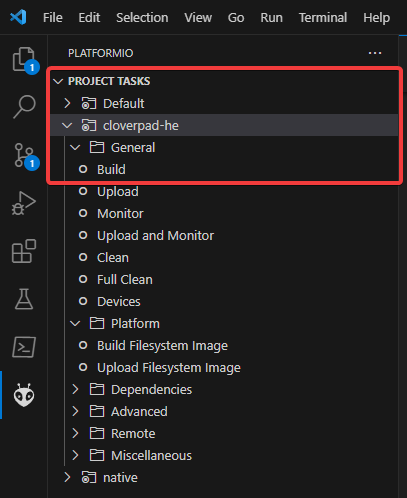 File Edit Selection View Go Run Terminal Help
PLATFORMIO ...
PROJECT TASKS
Default
cloverpad-he
General
Build
Upload
Monitor
Upload and Monitor
Clean
Full Clean
Devices
Platform
Build Filesystem Image
Upload Filesystem Image
Dependencies
Advanced
Remote
Miscellaneous
native
1
1